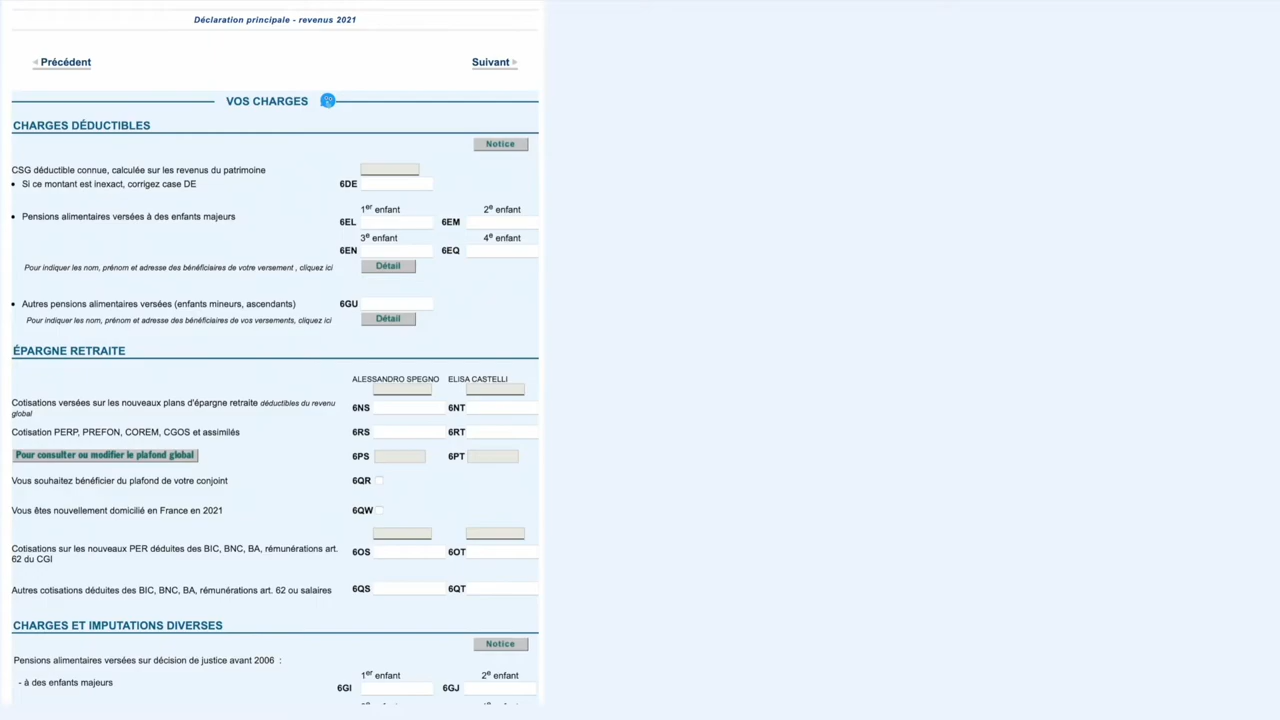 Déclaration principale - revenus 2021
Précédent Suivant
VOS CHARGES
CHARGES DÉDUCTIBLES
Notice
CSG déductible connue, calculée sur les revenus du patrimoine
• Si ce montant est inexact, corrigez case DE 6DE
1er enfant 2e enfant
• Pensions alimentaires versées à des enfants majeurs
6EL 6EM
3e enfant 4e enfant
6EN 6EQ
Pour indiquer les nom, prénom et adresse des bénéficiaires de votre versement , cliquez ici Détail
• Autres pensions alimentaires versées (enfants mineurs, ascendants) 6GU
Pour indiquer les nom, prénom et adresse des bénéficiaires de vos versements, cliquez ici Détail
ÉPARGNE RETRAITE
ALESSANDRO SPEGNO ELISA CASTELLI
Cotisations versées sur les nouveaux plans d'épargne retraite déductibles du revenu
global
6NS 6NT
Cotisation PERP, PREFON, COREM, CGOS et assimilés 6RS 6RT
Pour consulter ou modifier le plafond global 6PS 6PT
Vous souhaitez bénéficier du plafond de votre conjoint 6QR
Vous êtes nouvellement domicilié en France en 2021 6QW
Cotisations sur les nouveaux PER déduites des BIC, BNC, BA, rémunérations art.
62 du CGI
6OS 6OT
Autres cotisations déduites des BIC, BNC, BA, rémunérations art. 62 ou salaires 6QS 6QT
CHARGES ET IMPUTATIONS DIVERSES
Notice
Pensions alimentaires versées sur décision de justice avant 2006 :
1er enfant 2e enfant
- à des enfants majeurs
6GI 6GJ